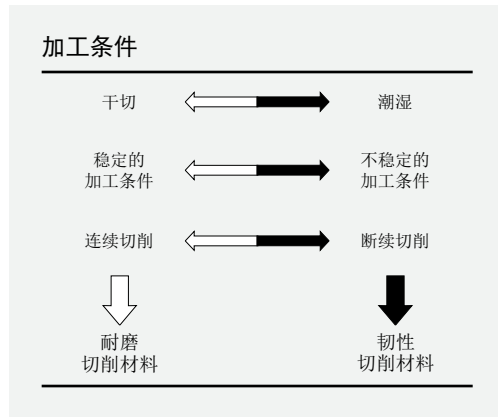 加工条件
干切 潮湿
稳定的 不稳定的
加工条件 加工条件
连续切削 断续切削
耐磨 韧性
切削材料 切削材料